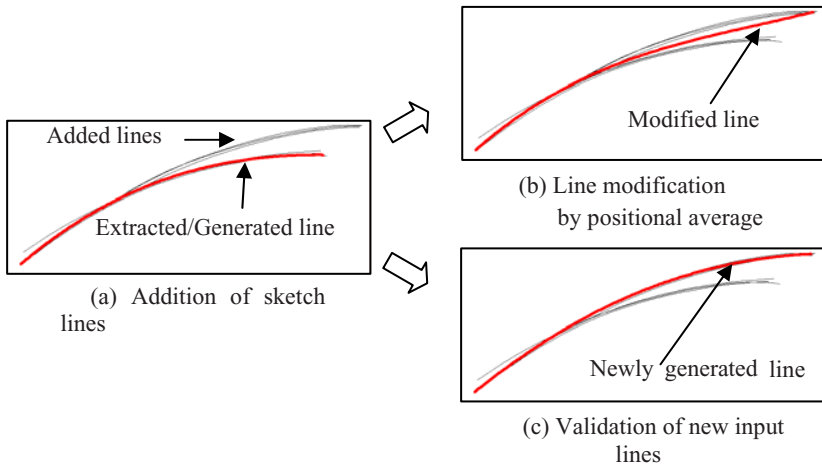 Added lines
Extracted/Generated line
(a) Addition of sketch
lines
Modified line
(b) Line modification
by positional average
Newly generated line
(c) Validation of new input
lines